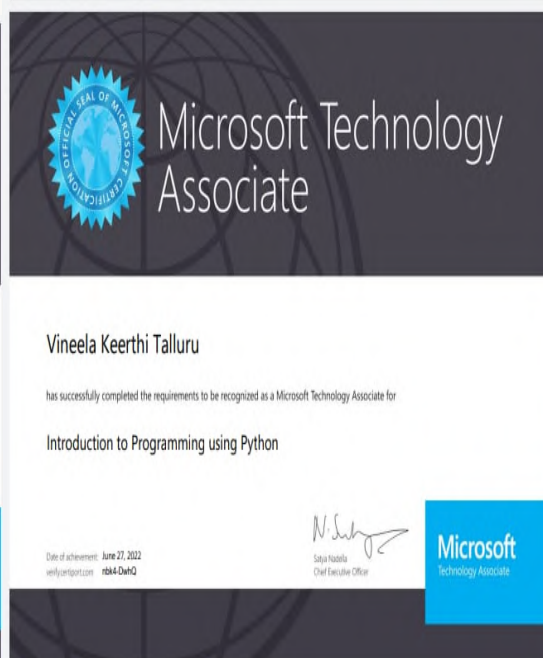 OFFICIAL SEAL OF MICROSOFT CERTIFICATION
Microsoft Technology
Associate
Vineela Keerthi Talluru
has successfully completed the requirements to be recognized as a Microsoft Technology Associate for
Introduction to Programming using Python
Date of achievement: June 27, 2022
verify.certiport.com nbk4-DwhQ
Satya Nadella
Chief Executive Officer
Microsoft
Technology Associate